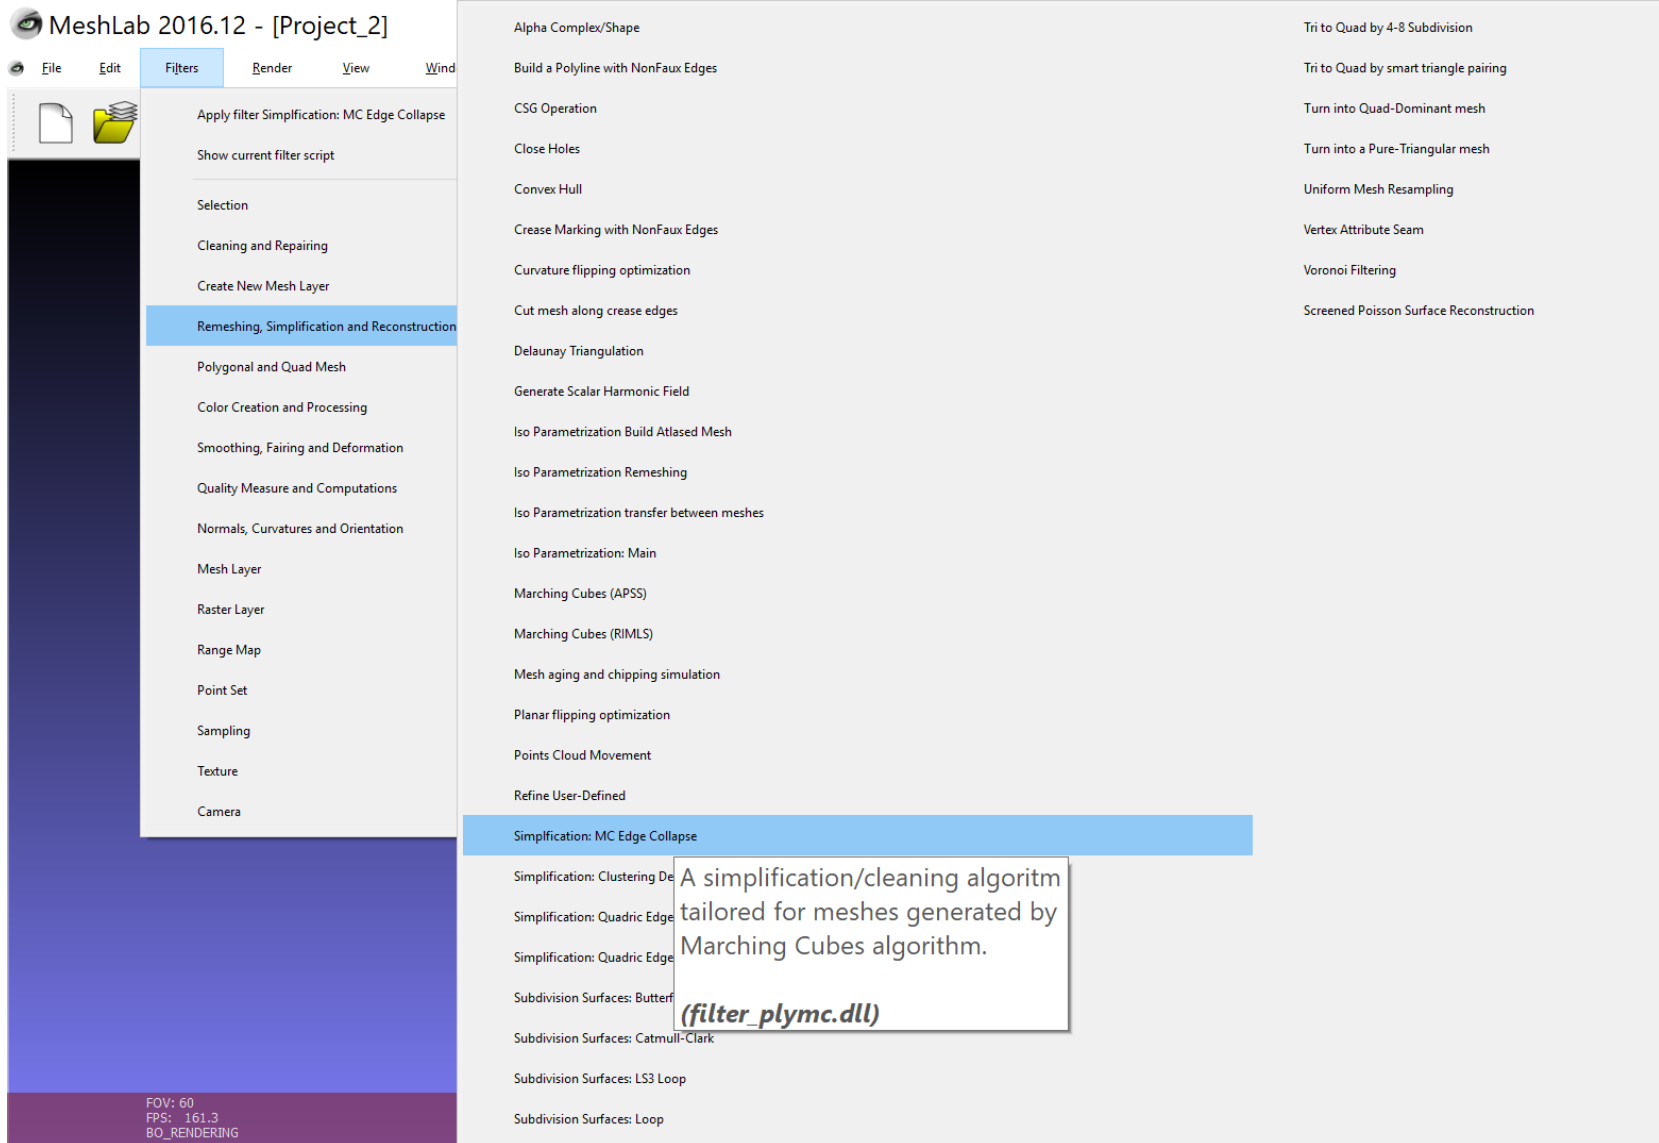 MeshLab 2016.12 - [Project_2]
File Edit Filters Render View Wind
Apply filter Simplfication: MC Edge Collapse
Show current filter script
Selection
Cleaning and Repairing
Create New Mesh Layer
Remeshing, Simplification and Reconstruction
Polygonal and Quad Mesh
Color Creation and Processing
Smoothing, Fairing and Deformation
Quality Measure and Computations
Normals, Curvatures and Orientation
Mesh Layer
Raster Layer
Range Map
Point Set
Sampling
Texture
Camera
Alpha Complex/Shape
Build a Polyline with NonFaux Edges
CSG Operation
Close Holes
Convex Hull
Crease Marking with NonFaux Edges
Curvature flipping optimization
Cut mesh along crease edges
Delaunay Triangulation
Generate Scalar Harmonic Field
Iso Parametrization Build Atlased Mesh
Iso Parametrization Remeshing
Iso Parametrization transfer between meshes
Iso Parametrization: Main
Marching Cubes (APSS)
Marching Cubes (RIMLS)
Mesh aging and chipping simulation
Planar flipping optimization
Points Cloud Movement
Refine User-Defined
Simplfication: MC Edge Collapse
Simplification: Clustering De
Simplification: Quadric Edge
Simplification: Quadric Edge
Subdivision Surfaces: Butterf
Subdivision Surfaces: Catmull-Clark
Subdivision Surfaces: LS3 Loop
Subdivision Surfaces: Loop
A simplification/cleaning algoritm
tailored for meshes generated by
Marching Cubes algorithm.
(filter_plymc.dll)
Tri to Quad by 4-8 Subdivision
Tri to Quad by smart triangle pairing
Turn into Quad-Dominant mesh
Turn into a Pure-Triangular mesh
Uniform Mesh Resampling
Vertex Attribute Seam
Voronoi Filtering
Screened Poisson Surface Reconstruction
FOV: 60
FPS: 161.3
BO_RENDERING